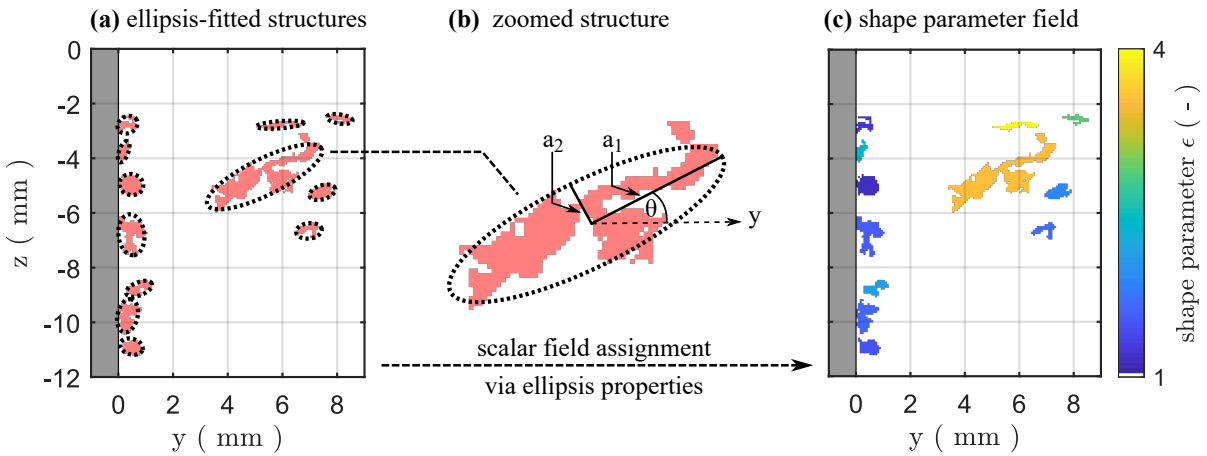 (a) ellipsis-fitted structures
(b) zoomed structure
(c) shape parameter field
0
-2
-4
-6
-8
-10
-12
z ( mm )
0 2 4 6 8
y ( mm )
a2 a1
θ
y
scalar field assignment
via ellipsis properties
0 2 4 6 8
y ( mm )
4
1
shape parameter ϵ ( - )